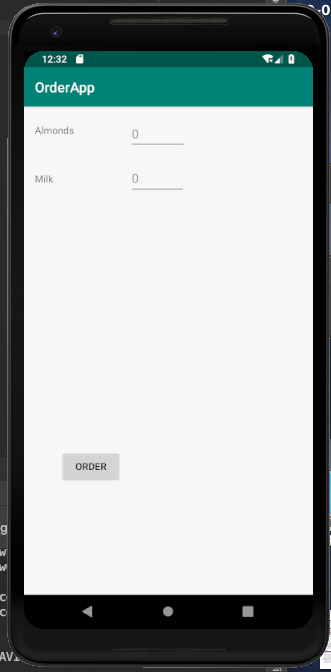 12:32
OrderApp
Almonds 0
Milk 0
ORDER